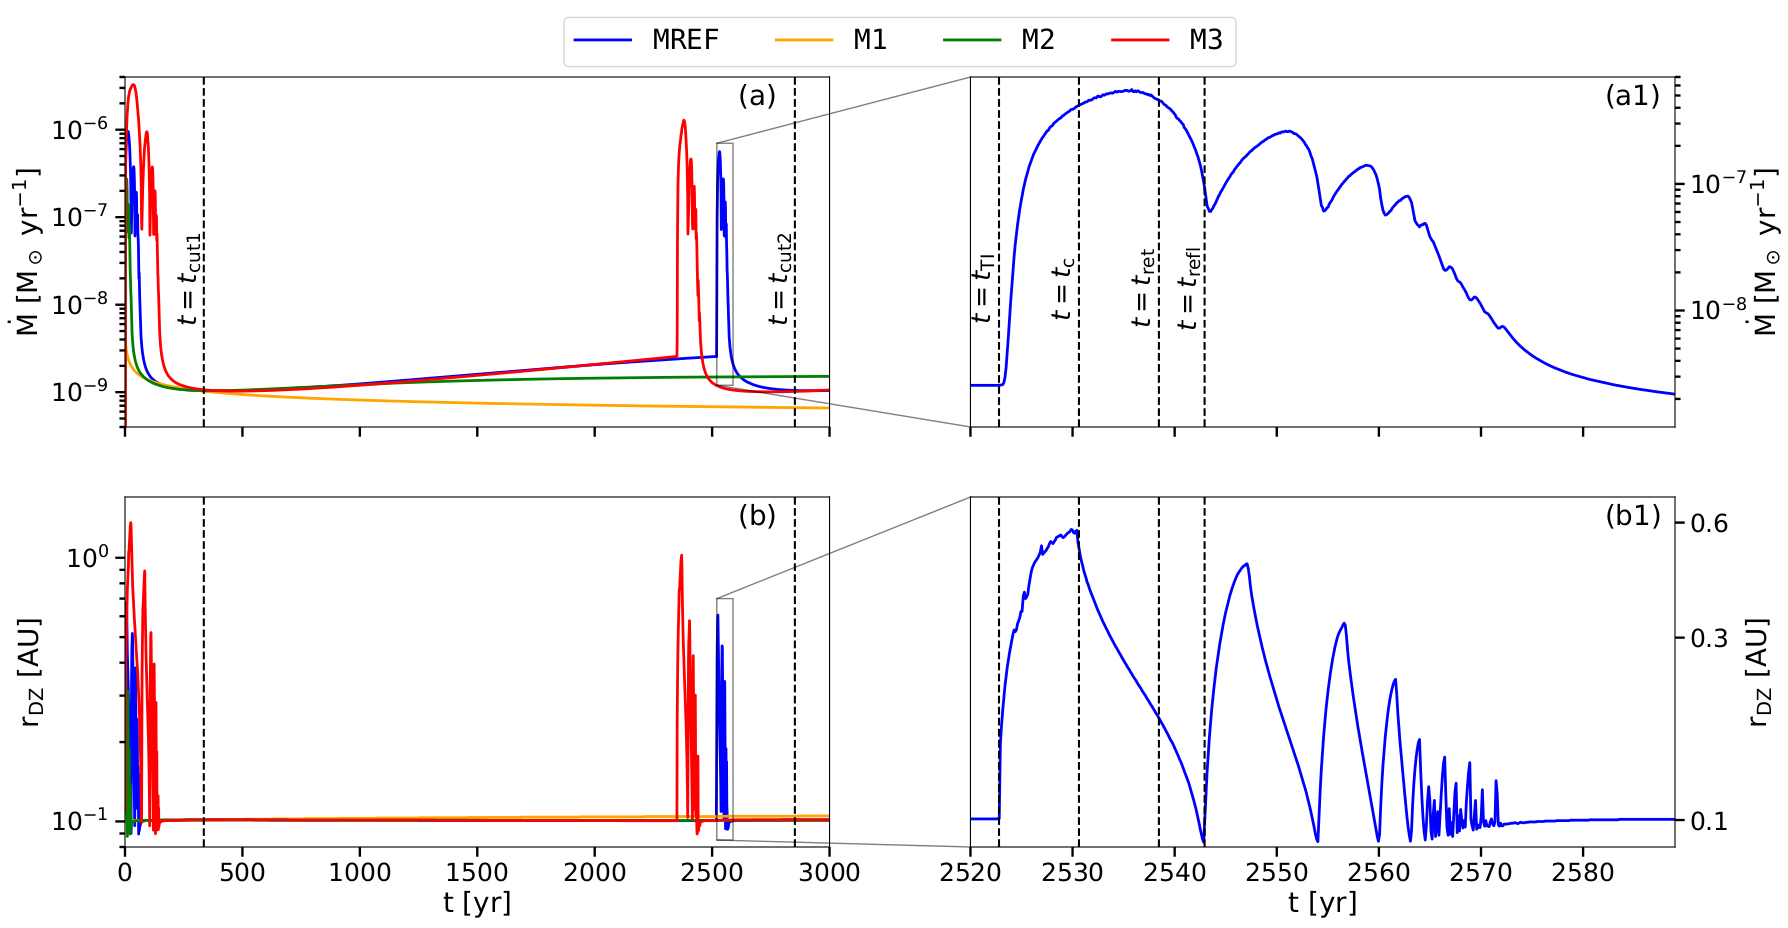 MREF M1 M2 M3
(a)
10⁻⁶
10⁻⁷
10⁻⁸
10⁻⁹
Ṁ [M⊙ yr⁻¹]
t = t_cut1
t = t_cut2
(a1)
t = t_TI
t = t_c
t = t_ret
t = t_refl
10⁻⁷
10⁻⁸
Ṁ [M⊙ yr⁻¹]
(b)
10⁰
10⁻¹
r_DZ [AU]
0 500 1000 1500 2000 2500 3000
t [yr]
(b1)
0.6
0.3
0.1
r_DZ [AU]
2520 2530 2540 2550 2560 2570 2580
t [yr]